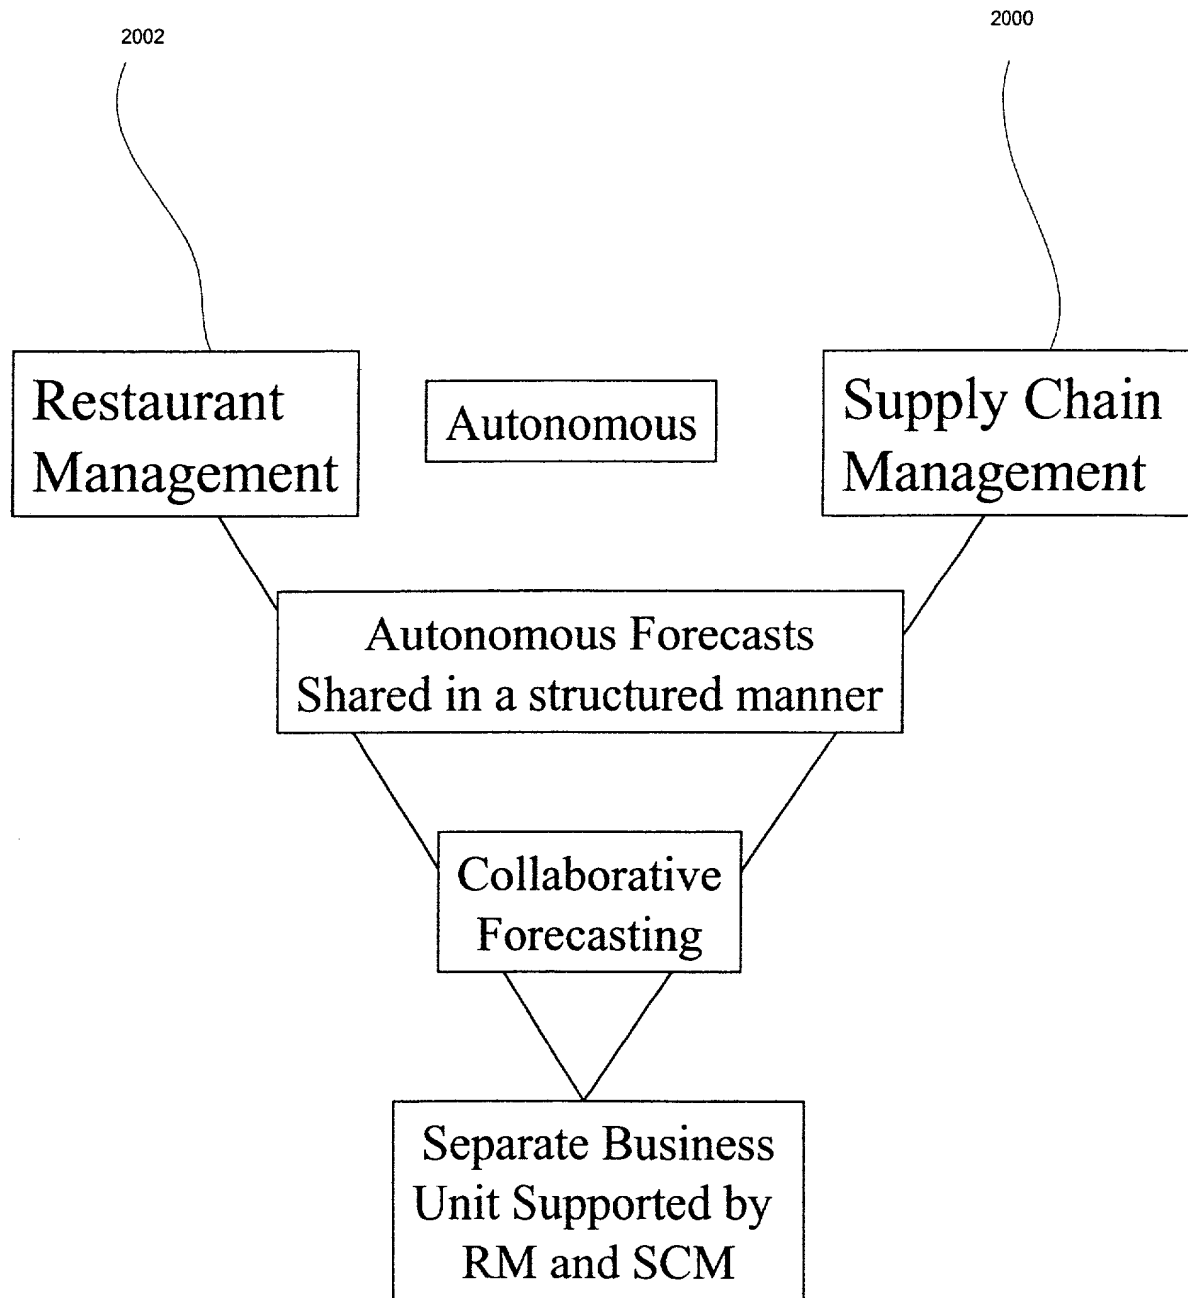 2002
2000
Restaurant
Management
Autonomous
Supply Chain
Management
Autonomous Forecasts
Shared in a structured manner
Collaborative
Forecasting
Separate Business
Unit Supported by
RM and SCM